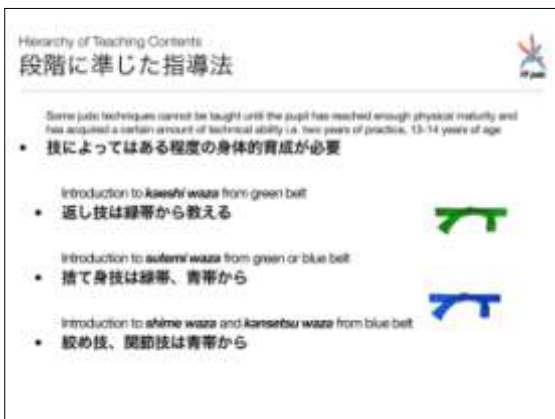 Hierarchy of Teaching Contents
段階に準じた指導法
Some judo techniques cannot be taught until the pupil has reached enough physical maturity and
has acquired a certain amount of technical ability i.e. two years of practice, 13-14 years of age
• 技によってはある程度の身体的育成が必要
Introduction to kaeshi waza from green belt
• 返し技は緑帯から教える
Introduction to sutemi waza from green or blue belt
• 捨て身技は緑帯、青帯から
Introduction to shime waza and kansetsu waza from blue belt
• 絞め技、関節技は青帯から